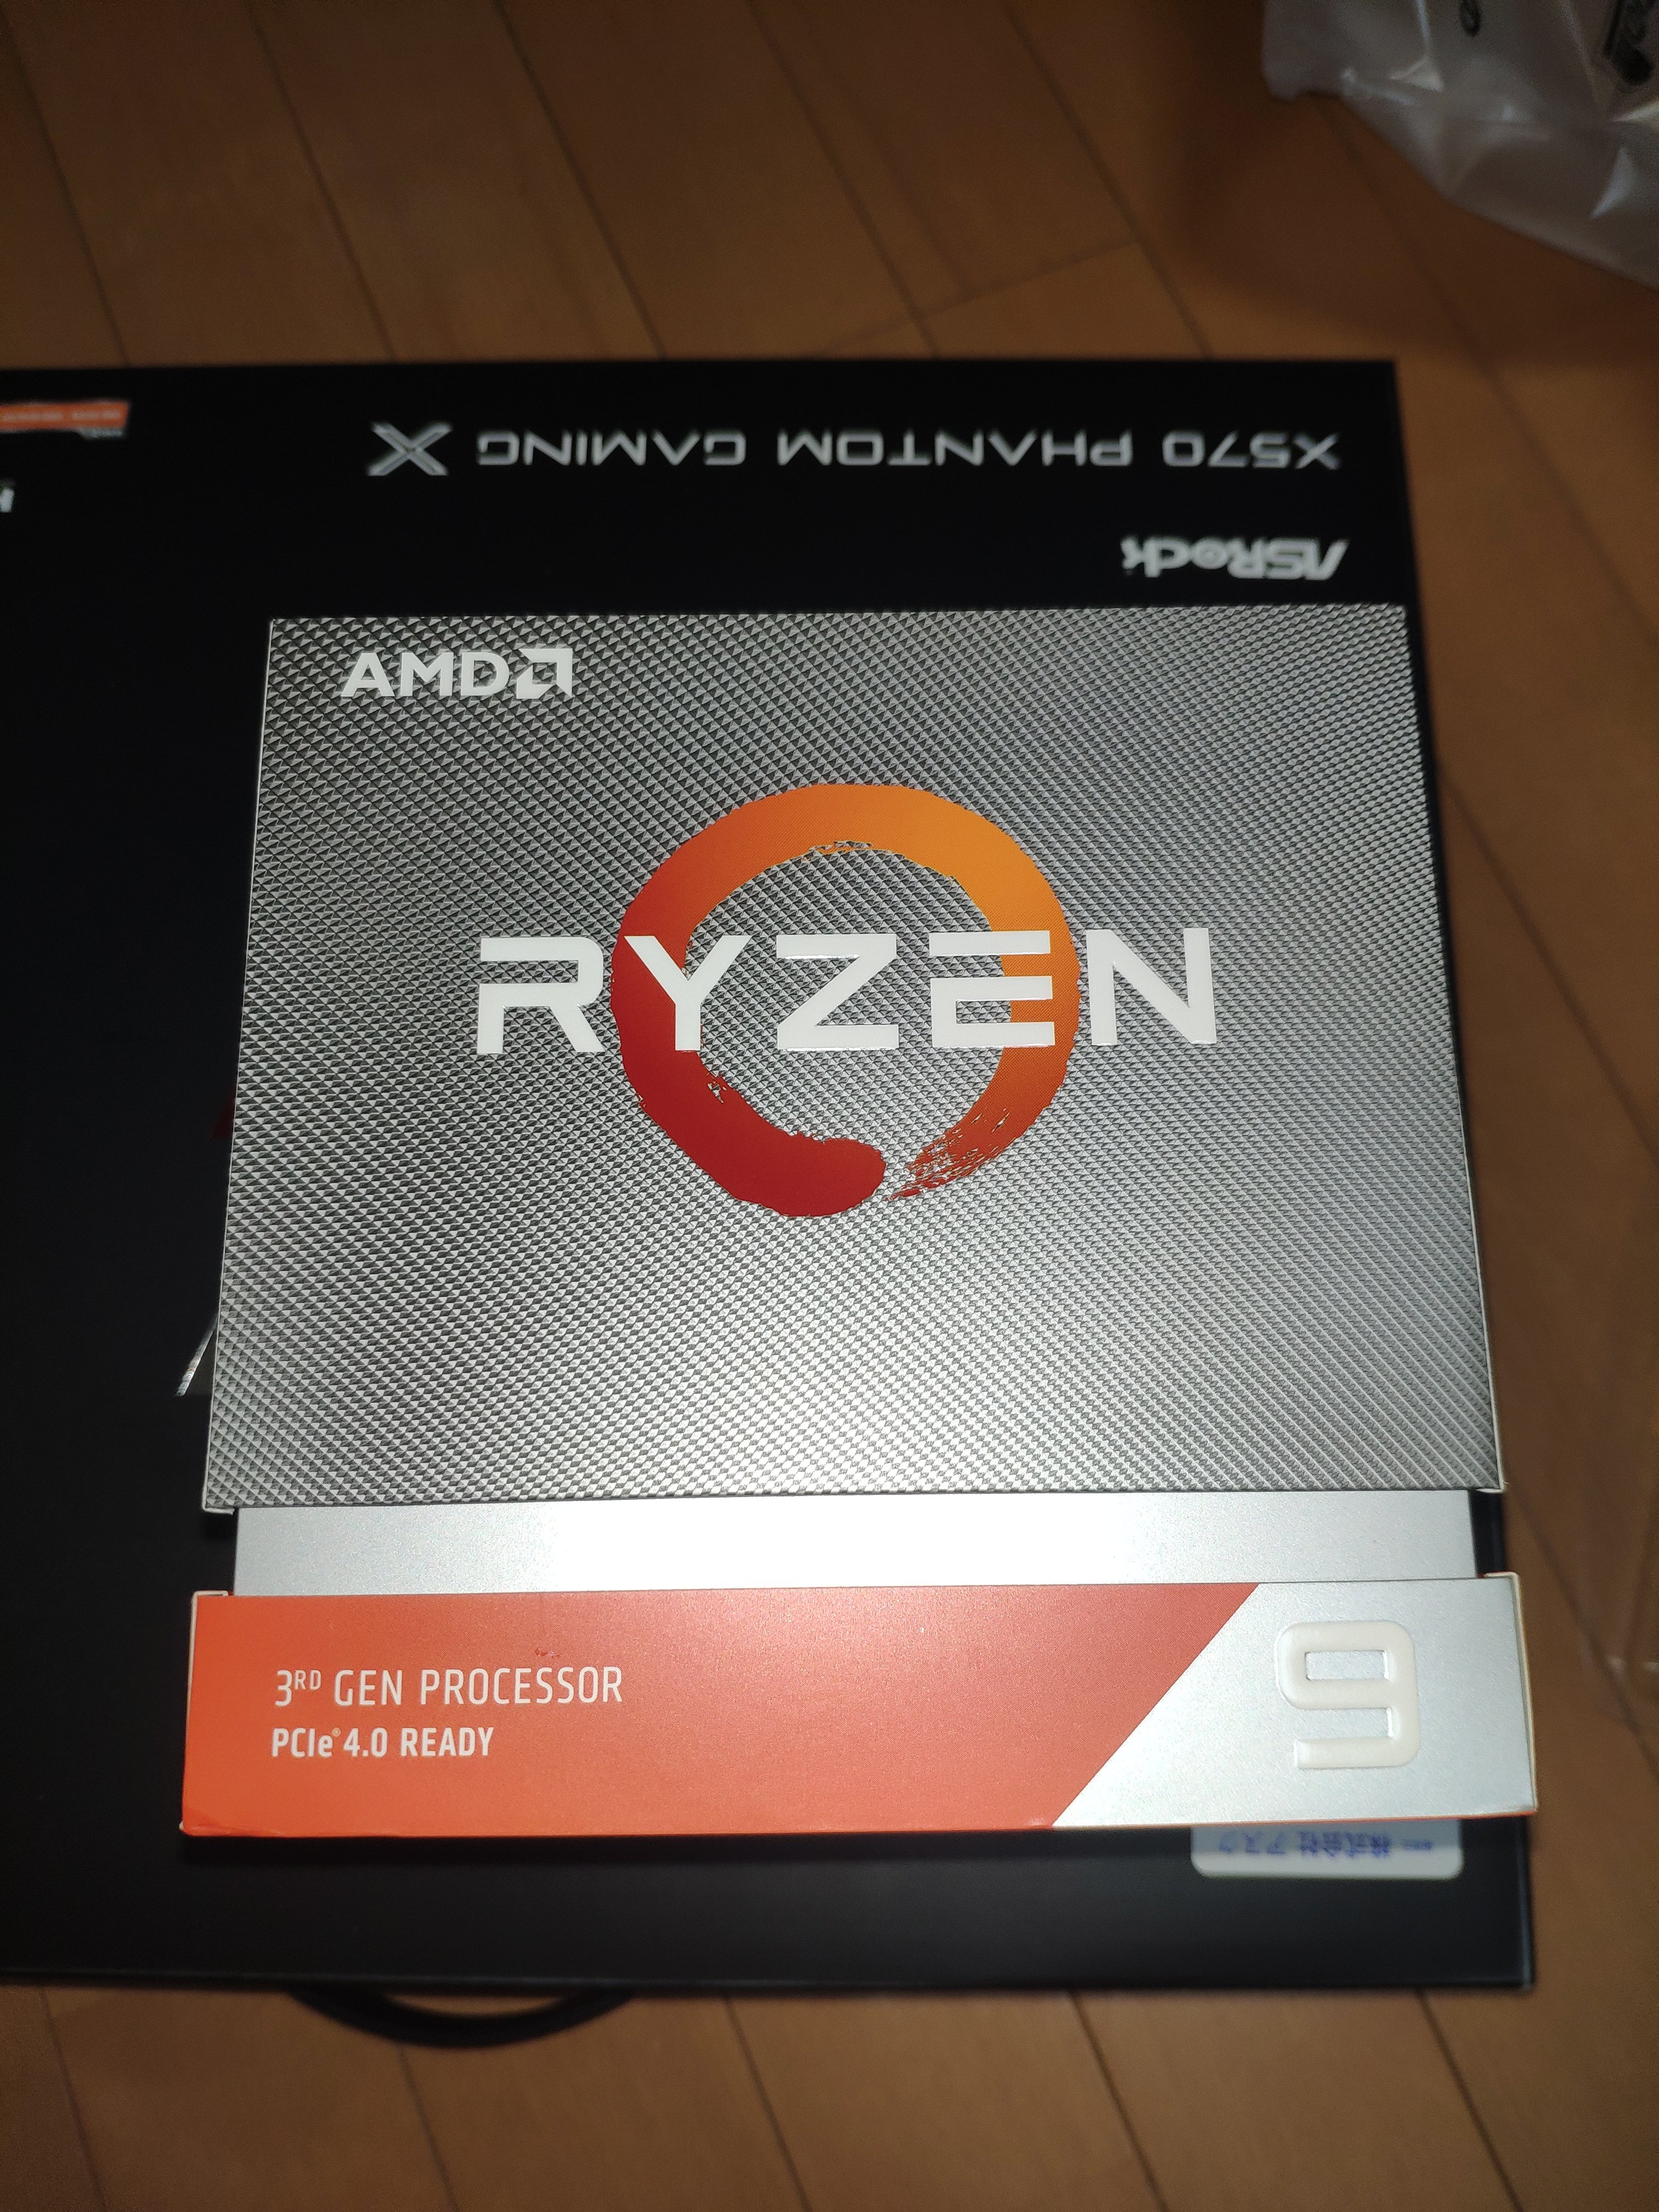 X570 PHANTOM GAMING X
ASRock
AMD
RYZEN
3RD GEN PROCESSOR
PCIe® 4.0 READY
9